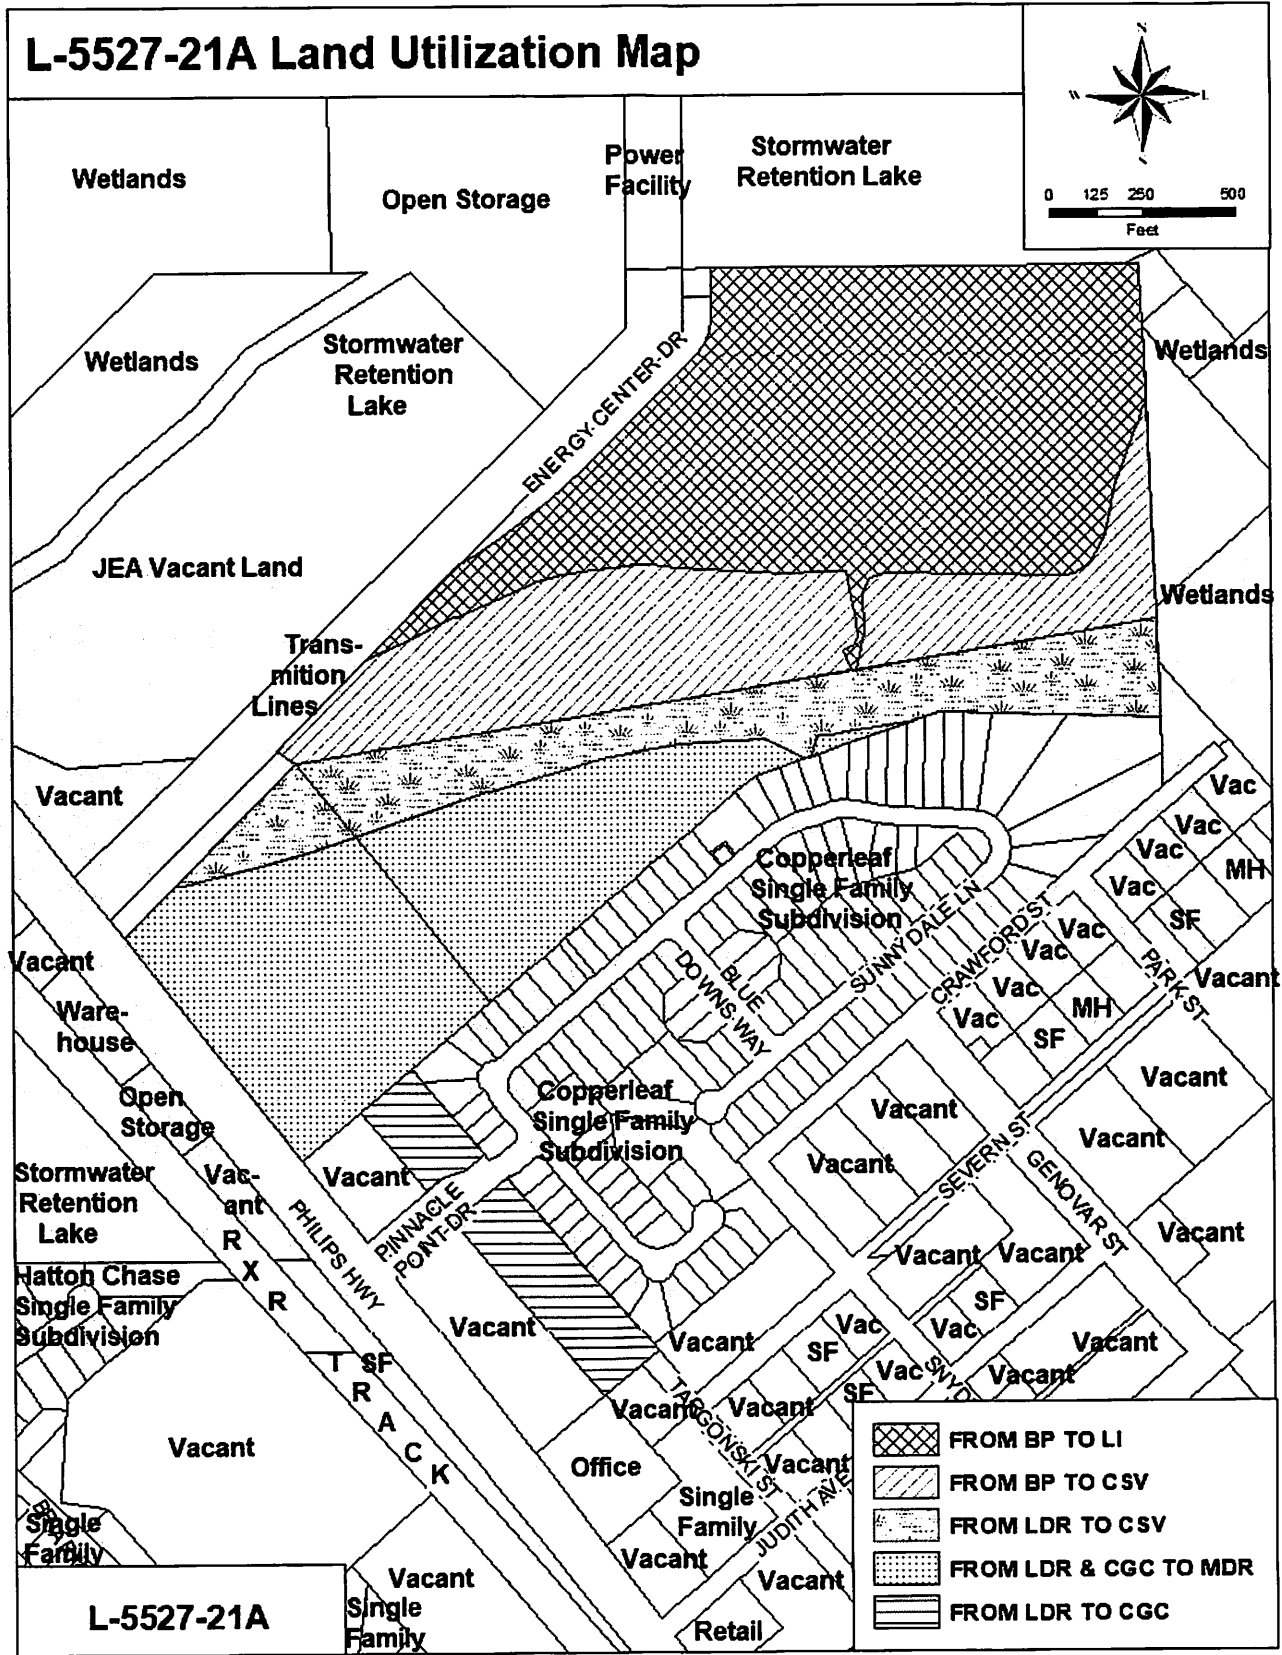 L-5527-21A Land Utilization Map
N
W
S
0 125 250 500
Feet
Wetlands
Open Storage
Power
Facility
Stormwater
Retention Lake
Wetlands
Stormwater
Retention
Lake
ENERGY CENTER DR
Wetlands
JEA Vacant Land
Wetlands
Trans-
mition
Lines
Vacant
Vac
Vac
Vac
MH
Vac
SF
Copperleaf
Single Family
Subdivision
SUNNYDALE LN
CRAWFORD ST
Vac
Vac
Vac
Vac
MH
SF
PARK ST
Vacant
BLUE
DOWNS WAY
Vacant
Ware-
house
Open
Storage
Copperleaf
Single Family
Subdivision
Vacant
Vacant
Vacant
Vacant
SEVERN ST
GENOVAR ST
Stormwater
Retention
Lake
Vac-
ant
Vacant
PHILIPS HWY
PINNACLE
POINT DR
Vacant
Vacant
Vacant
R
X
R
Hatton Chase
Single Family
Subdivision
Vacant
Vacant
SF
Vac
Vac
SF
Vacant
Vac
Vacant
SF
SNYD
T
R
A
C
K
SF
Vacant
Vacant
Vacant
TARGONSKI ST
Office
Vacant
Single
Family
JUDITH AVE
Vacant
Vacant
Single
Family
Vacant
Single
Family
Retail
FROM BP TO LI
FROM BP TO CSV
FROM LDR TO CSV
FROM LDR & CGC TO MDR
FROM LDR TO CGC
L-5527-21A